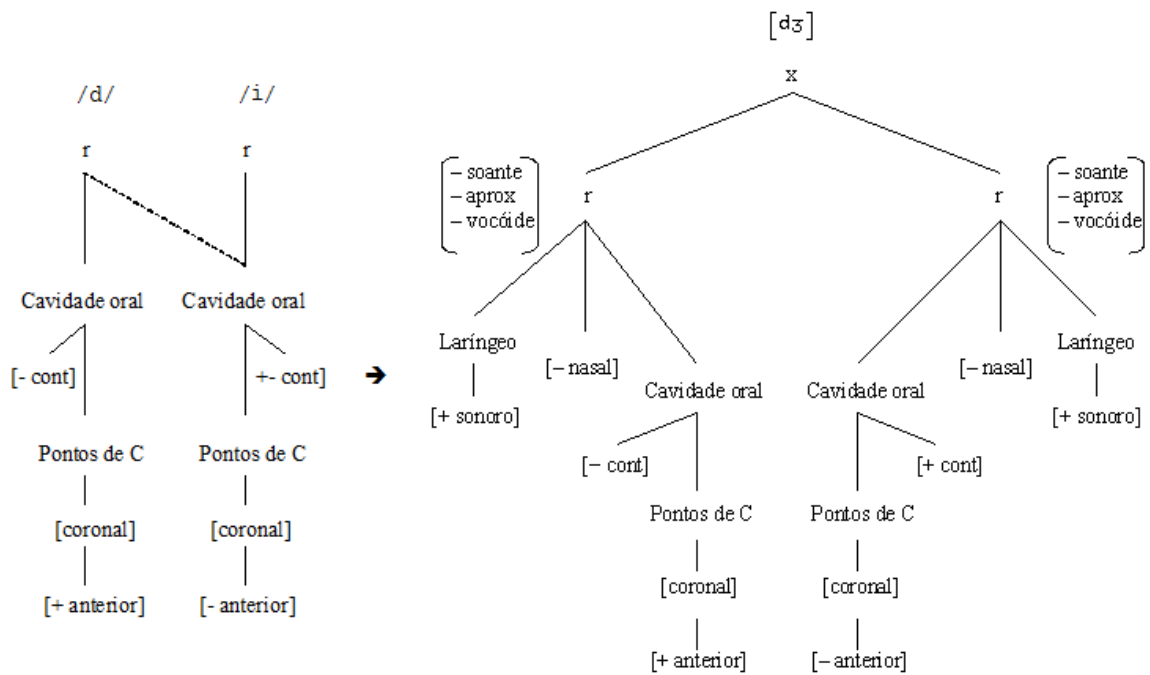 /d/ /i/
r r
Cavidade oral Cavidade oral
[- cont] +- cont]
Pontos de C Pontos de C
[coronal] [coronal]
[+ anterior] [- anterior]
➔
[dʒ]
x
– soante – soante
– aprox r r – aprox
– vocóide – vocóide
Laríngeo Laríngeo
[– nasal] [– nasal]
[+ sonoro] Cavidade oral Cavidade oral [+ sonoro]
[– cont] [+ cont]
Pontos de C Pontos de C
[coronal] [coronal]
[+ anterior] [– anterior]